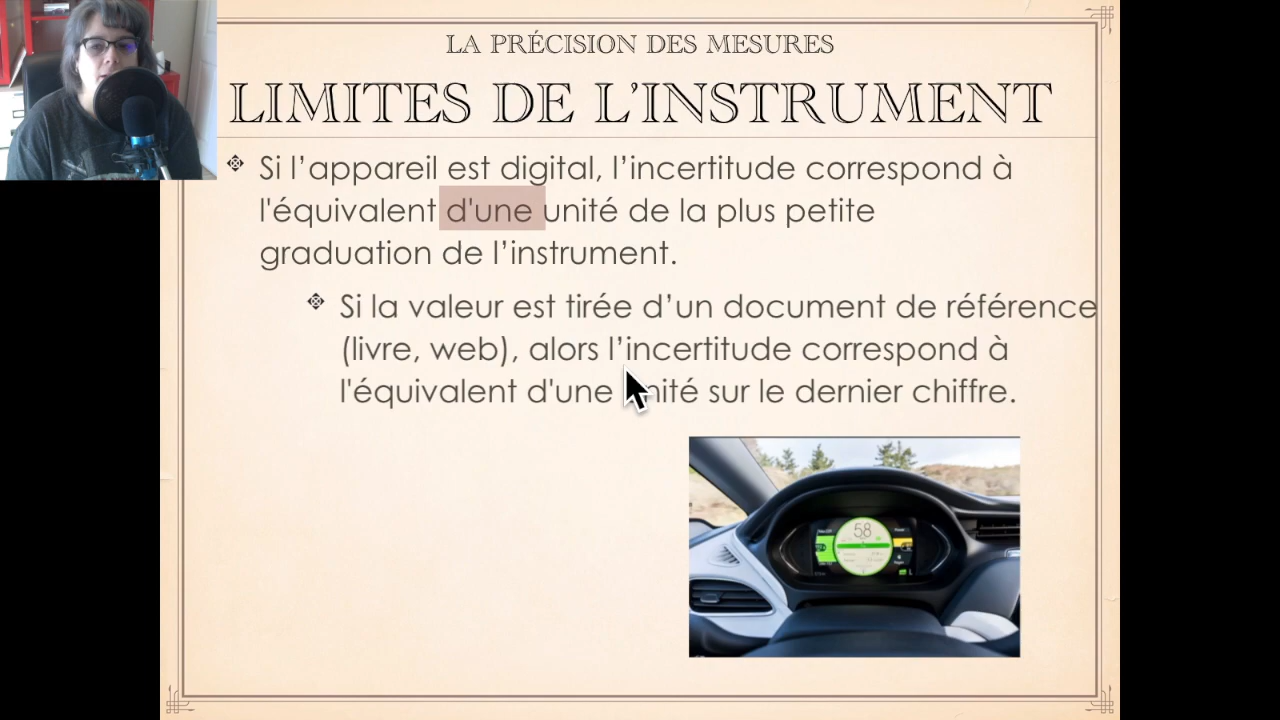 LA PRÉCISION DES MESURES
LIMITES DE L'INSTRUMENT
Si l’appareil est digital, l’incertitude correspond à
l'équivalent d'une unité de la plus petite
graduation de l’instrument.
Si la valeur est tirée d’un document de référence
(livre, web), alors l’incertitude correspond à
l'équivalent d'une unité sur le dernier chiffre.
58